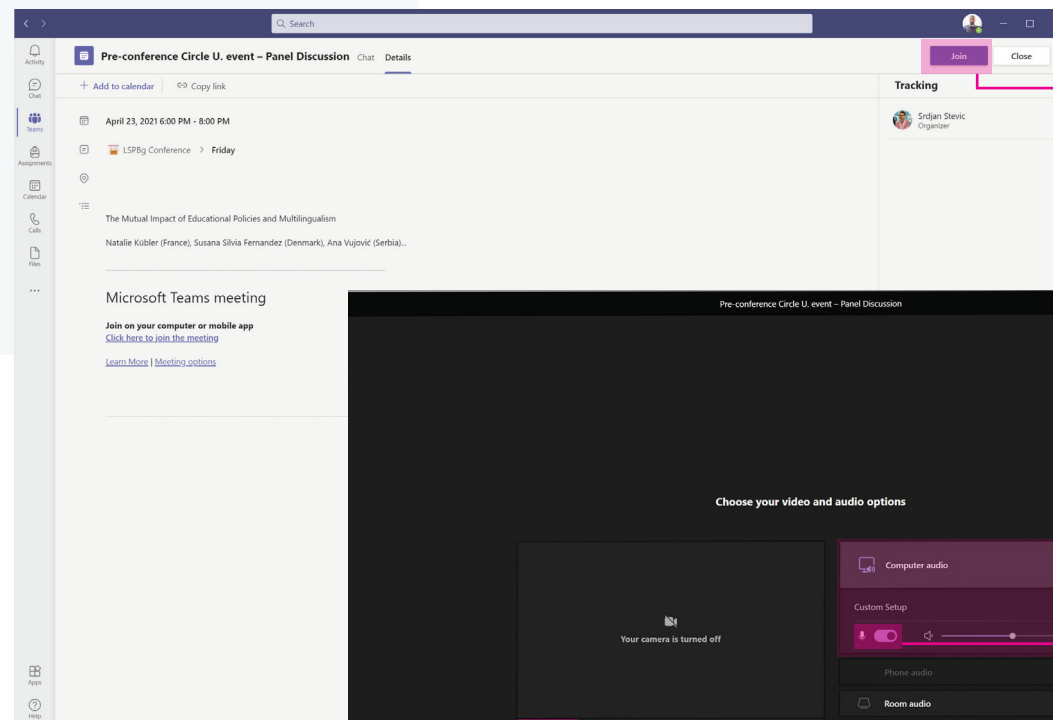 Search
Activity
Chat
Teams
Assignments
Calendar
Calls
Files
Apps
Help
Pre-conference Circle U. event – Panel Discussion Chat Details
Join Close
Add to calendar Copy link
Tracking
April 23, 2021 6:00 PM - 8:00 PM
Srdjan Stevic
Organizer
LSPBg Conference > Friday
The Mutual Impact of Educational Policies and Multilingualism
Natalie Kübler (France), Susana Silvia Fernandez (Denmark), Ana Vujović (Serbia)...
Microsoft Teams meeting
Join on your computer or mobile app
Click here to join the meeting
Learn More | Meeting options
Pre-conference Circle U. event – Panel Discussion
Choose your video and audio options
Your camera is turned off
Computer audio
Custom Setup
Phone audio
Room audio